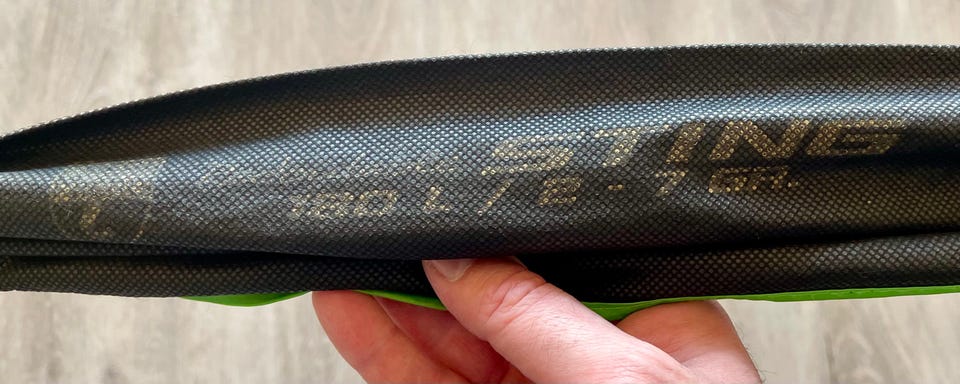 STING
180 L / 2 - 7 GR.